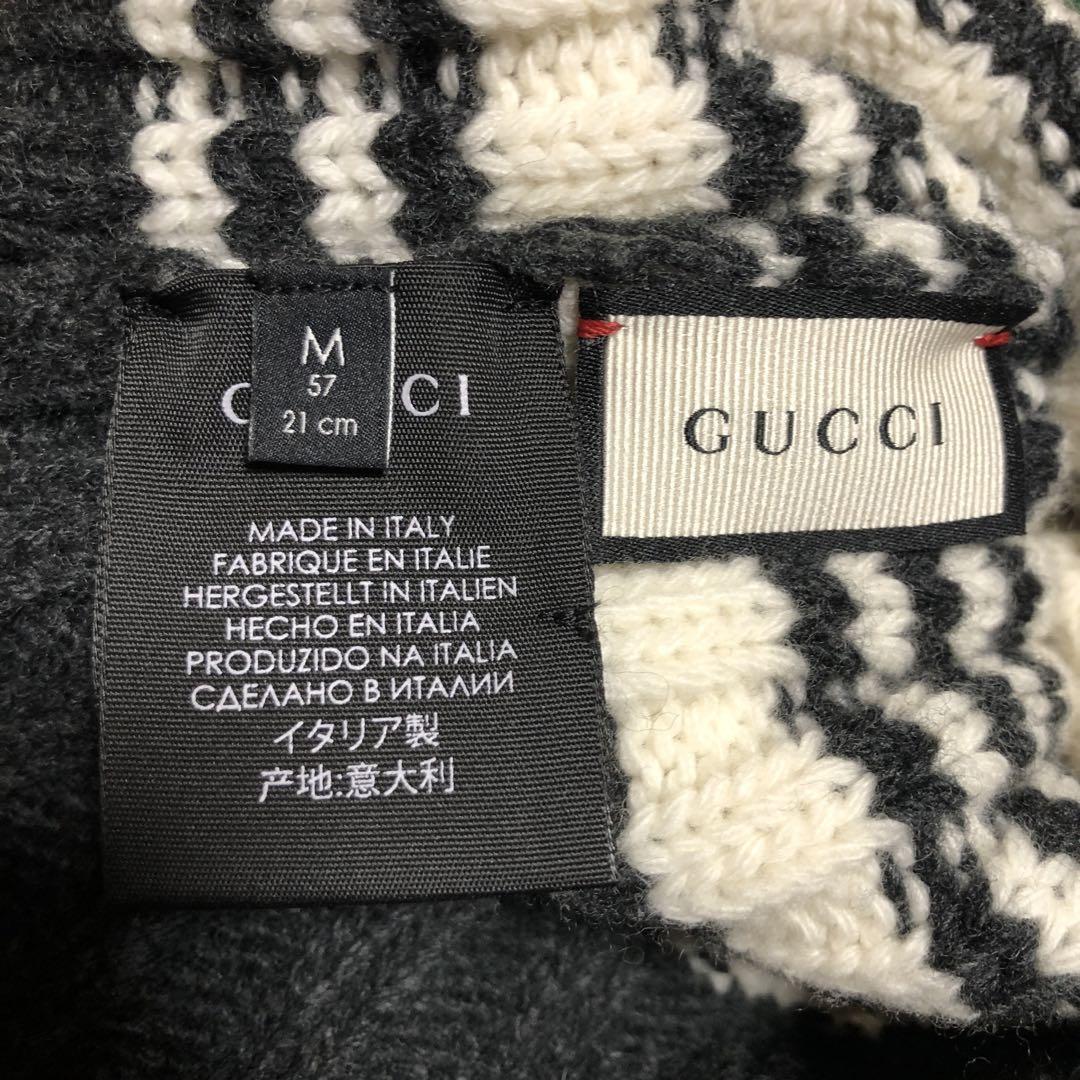 M
57
21 cm
GUCCI
MADE IN ITALY
FABRIQUE EN ITALIE
HERGESTELLT IN ITALIEN
HECHO EN ITALIA
PRODUZIDO NA ITALIA
СДЕЛАНО В ИТАЛИИ
イタリア製
产地:意大利
GUCCI